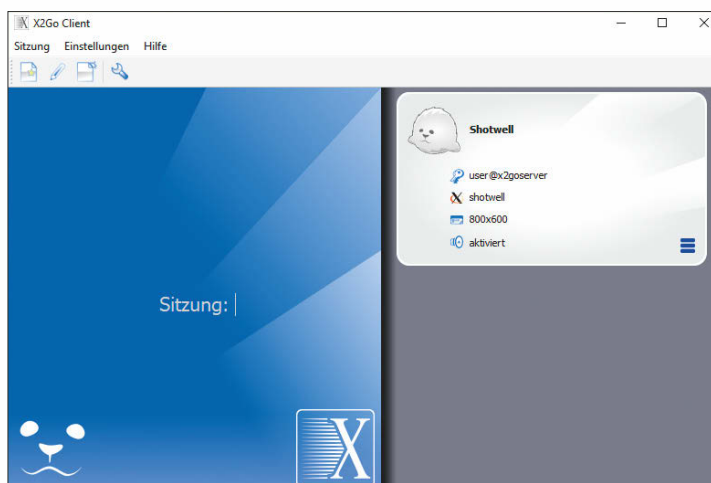 X2Go Client
Sitzung Einstellungen Hilfe
Sitzung:
Shotwell
user@x2goserver
shotwell
800x600
aktiviert